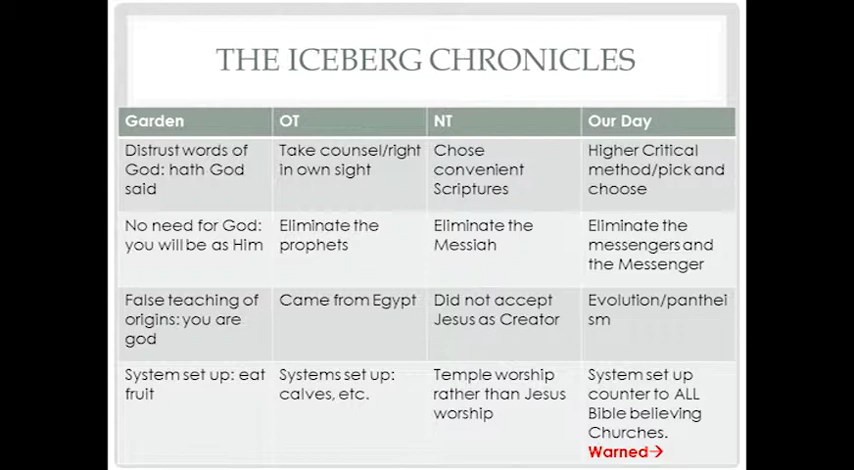 THE ICEBERG CHRONICLES
Garden
OT
NT
Our Day
Distrust words of
God: hath God
said
Take counsel/right
in own sight
Chose
convenient
Scriptures
Higher Critical
method/pick and
choose
No need for God:
you will be as Him
Eliminate the
prophets
Eliminate the
Messiah
Eliminate the
messengers and
the Messenger
False teaching of
origins: you are
god
Came from Egypt
Did not accept
Jesus as Creator
Evolution/panthei
sm
System set up: eat
fruit
Systems set up:
calves, etc.
Temple worship
rather than Jesus
worship
System set up
counter to ALL
Bible believing
Churches.
Warned→